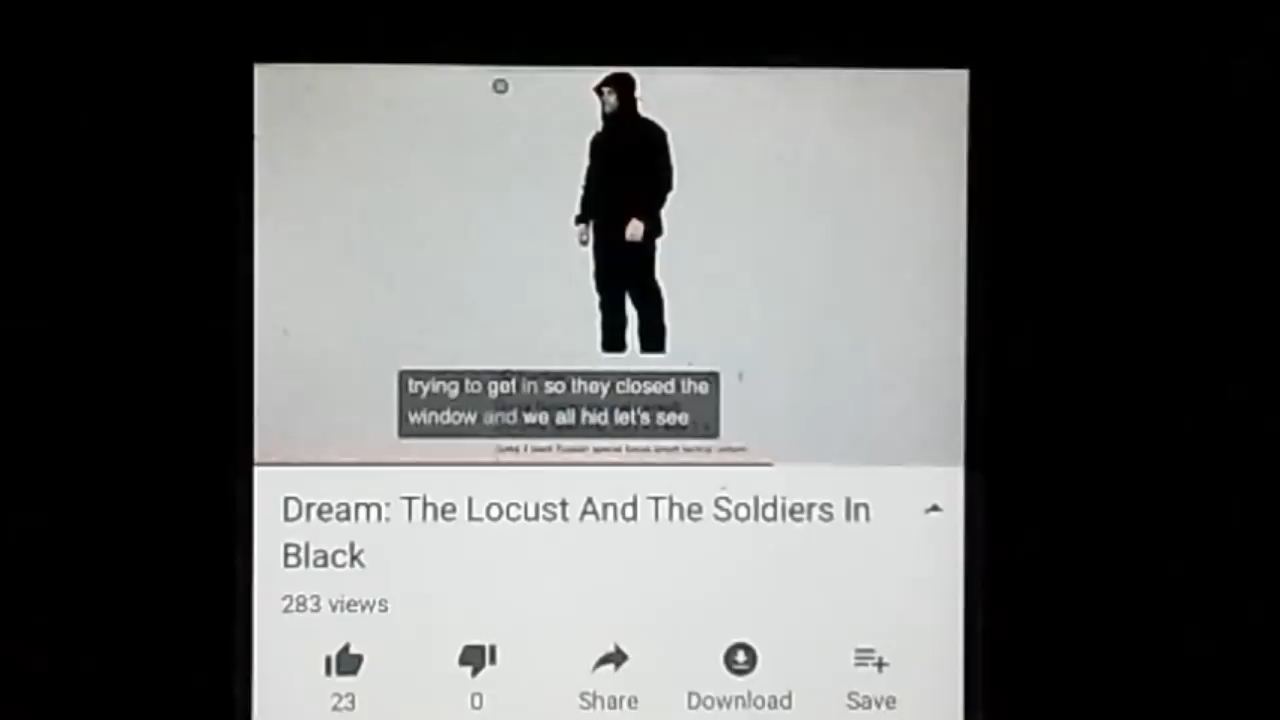 trying to get in so they closed the
window and we all hid let's see
Dream: The Locust And The Soldiers In
Black
283 views
23
0
Share
Download
Save